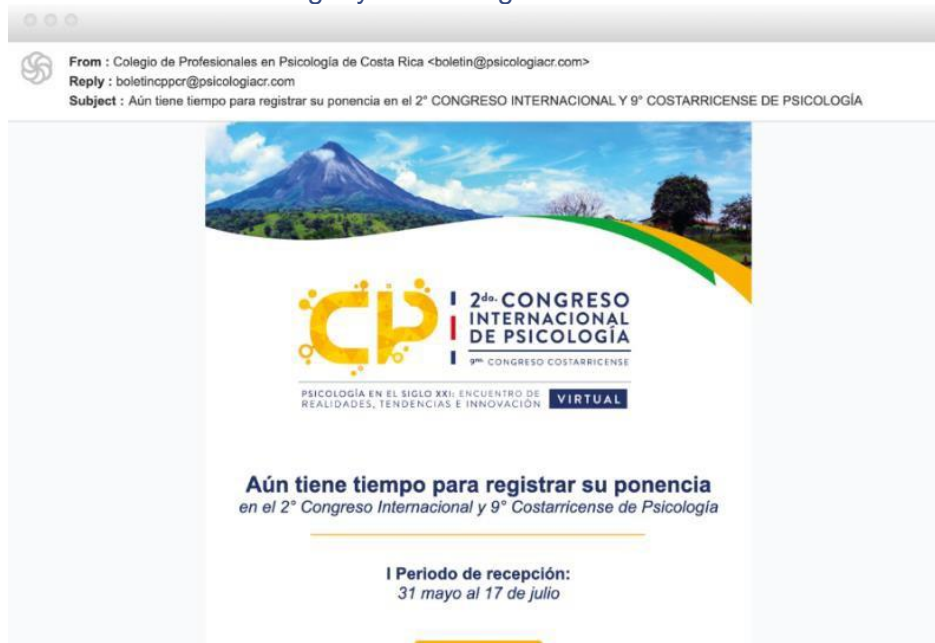 From : Colegio de Profesionales en Psicología de Costa Rica <boletin@psicologiacr.com>
Reply : boletincppcr@psicologiacr.com
Subject : Aún tiene tiempo para registrar su ponencia en el 2° CONGRESO INTERNACIONAL Y 9° COSTARRICENSE DE PSICOLOGÍA
CIP
2do. CONGRESO
INTERNACIONAL
DE PSICOLOGÍA
9no. CONGRESO COSTARRICENSE
PSICOLOGÍA EN EL SIGLO XXI: ENCUENTRO DE
REALIDADES, TENDENCIAS E INNOVACIÓN VIRTUAL
Aún tiene tiempo para registrar su ponencia
en el 2° Congreso Internacional y 9° Costarricense de Psicología
I Periodo de recepción:
31 mayo al 17 de julio